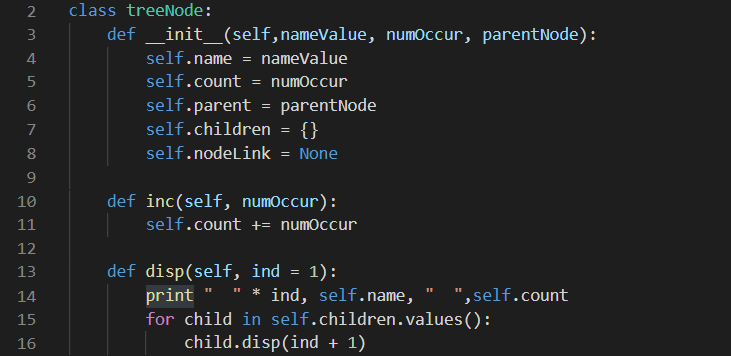 2 class treeNode:
3     def __init__(self,nameValue, numOccur, parentNode):
4         self.name = nameValue
5         self.count = numOccur
6         self.parent = parentNode
7         self.children = {}
8         self.nodeLink = None
9
10     def inc(self, numOccur):
11         self.count += numOccur
12
13     def disp(self, ind = 1):
14         print "  " * ind, self.name, "  ",self.count
15         for child in self.children.values():
16             child.disp(ind + 1)